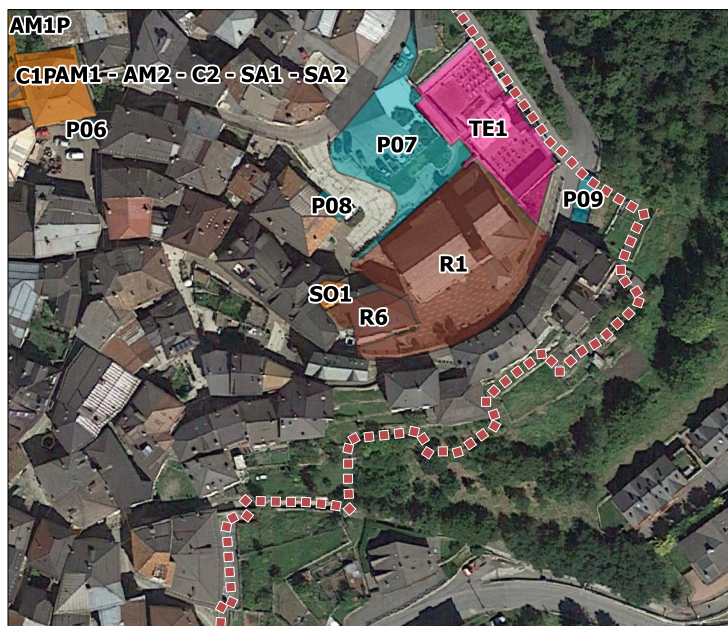 AM1P
C1PAM1 - AM2 - C2 - SA1 - SA2
P06
TE1
P07
P08
P09
R1
SO1
R6